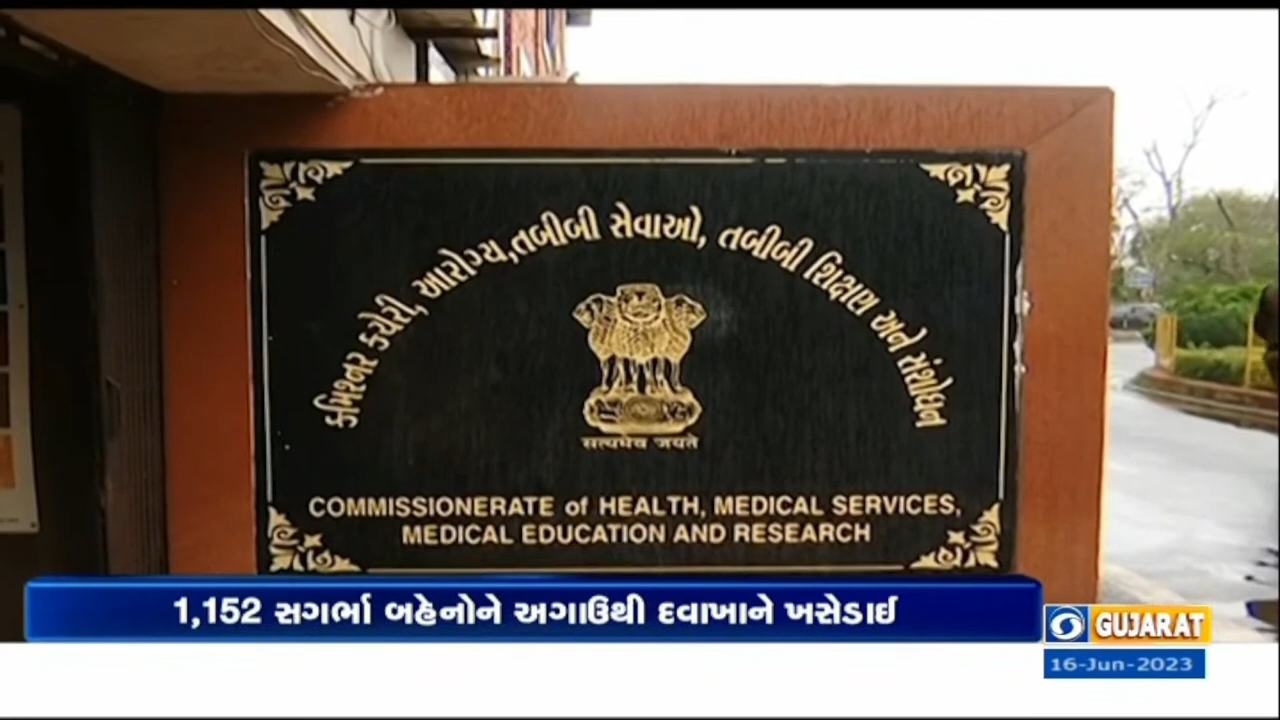 કમિશ્નર કચેરી, આરોગ્ય,તબીબી સેવાઓ, તબીબી શિક્ષણ અને સંશોધન
सत्यमेव जयते
COMMISSIONERATE of HEALTH, MEDICAL SERVICES,
MEDICAL EDUCATION AND RESEARCH
1,152 સગર્ભા બહેનોને અગાઉથી દવાખાને ખસેડાઈ
GUJARAT
16-Jun-2023